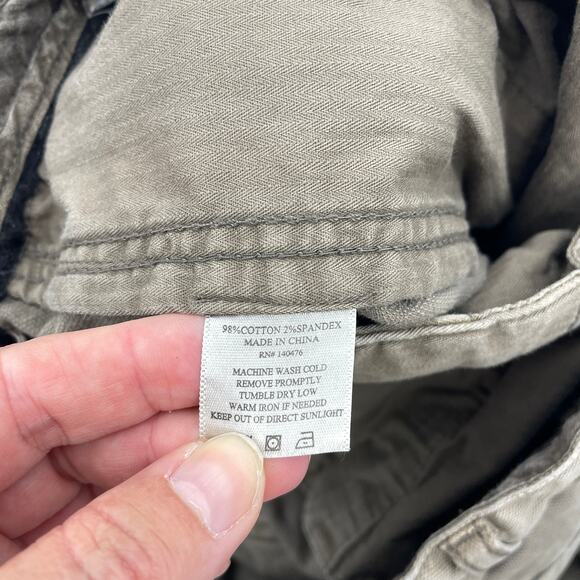 98%COTTON 2%SPANDEX
MADE IN CHINA
RN# 140476
MACHINE WASH COLD
REMOVE PROMPTLY
TUMBLE DRY LOW
WARM IRON IF NEEDED
KEEP OUT OF DIRECT SUNLIGHT